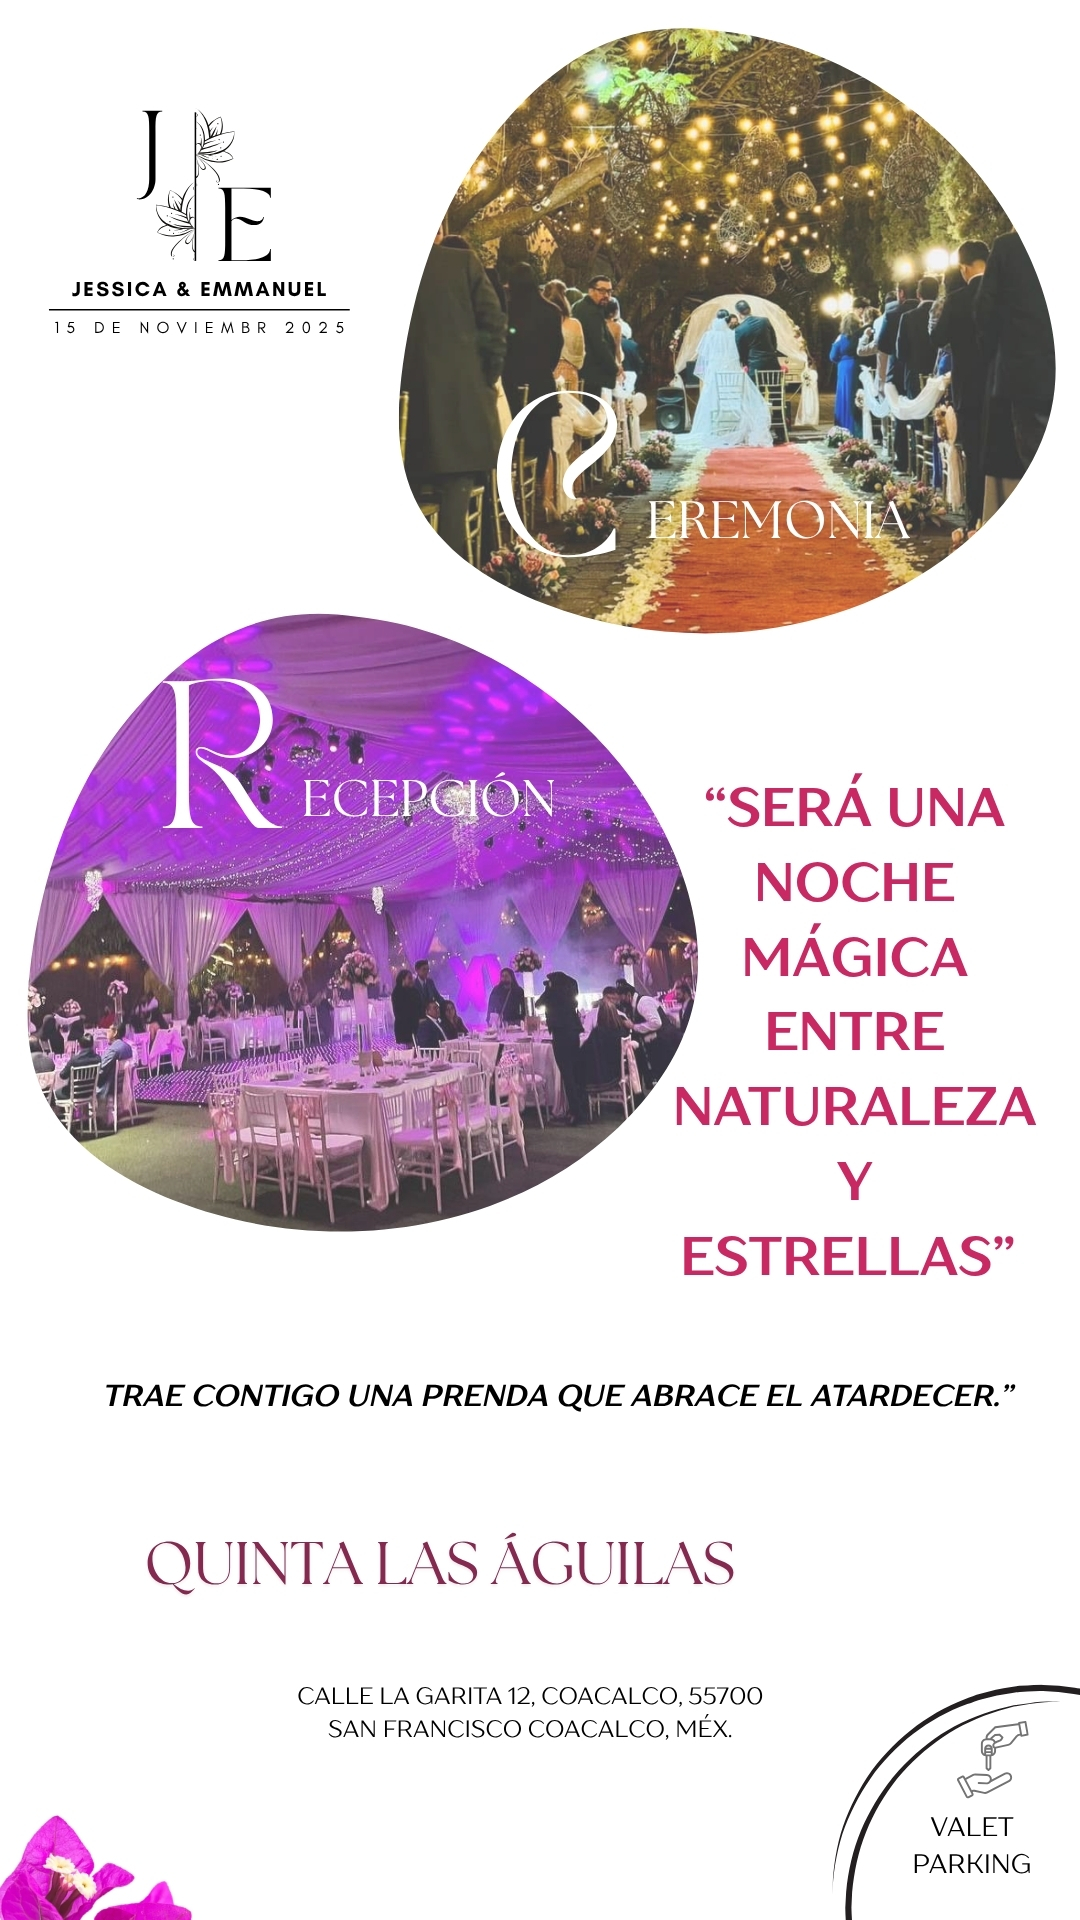 J
E
JESSICA & EMMANUEL
15 DE NOVIEMBR 2025
CEREMONIA
RECEPCIÓN
“SERÁ UNA
NOCHE
MÁGICA
ENTRE
NATURALEZA
Y
ESTRELLAS”
TRAE CONTIGO UNA PRENDA QUE ABRACE EL ATARDECER.”
QUINTA LAS ÁGUILAS
CALLE LA GARITA 12, COACALCO, 55700
SAN FRANCISCO COACALCO, MÉX.
VALET
PARKING